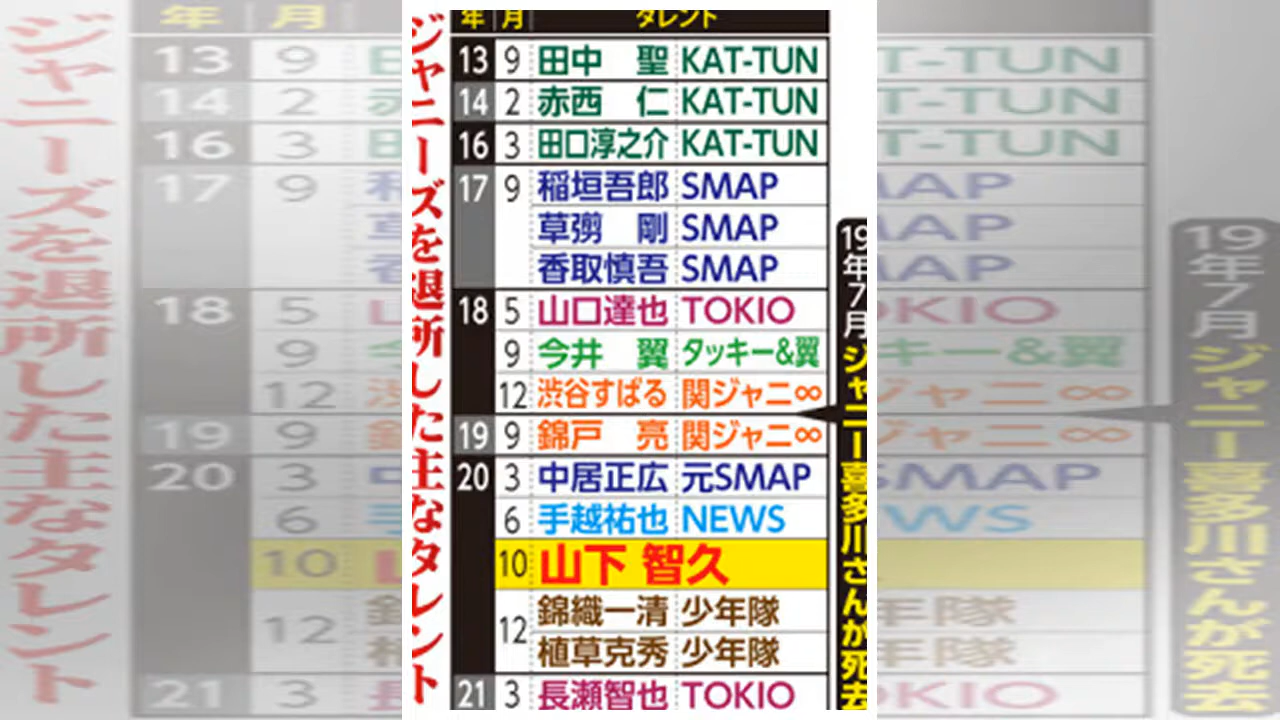 ジャニーズを退所した主なタレント
年 月 タレント
13 9 田中 聖 KAT-TUN
14 2 赤西 仁 KAT-TUN
16 3 田口淳之介 KAT-TUN
17 9 稲垣吾郎 SMAP
草彅 剛 SMAP
香取慎吾 SMAP
18 5 山口達也 TOKIO
9 今井 翼 タッキー&翼
12 渋谷すばる 関ジャニ∞
19 9 錦戸 亮 関ジャニ∞
20 3 中居正広 元SMAP
6 手越祐也 NEWS
10 山下 智久
12 錦織一清 少年隊
植草克秀 少年隊
21 3 長瀬智也 TOKIO
19年7月 ジャニー喜多川さんが死去